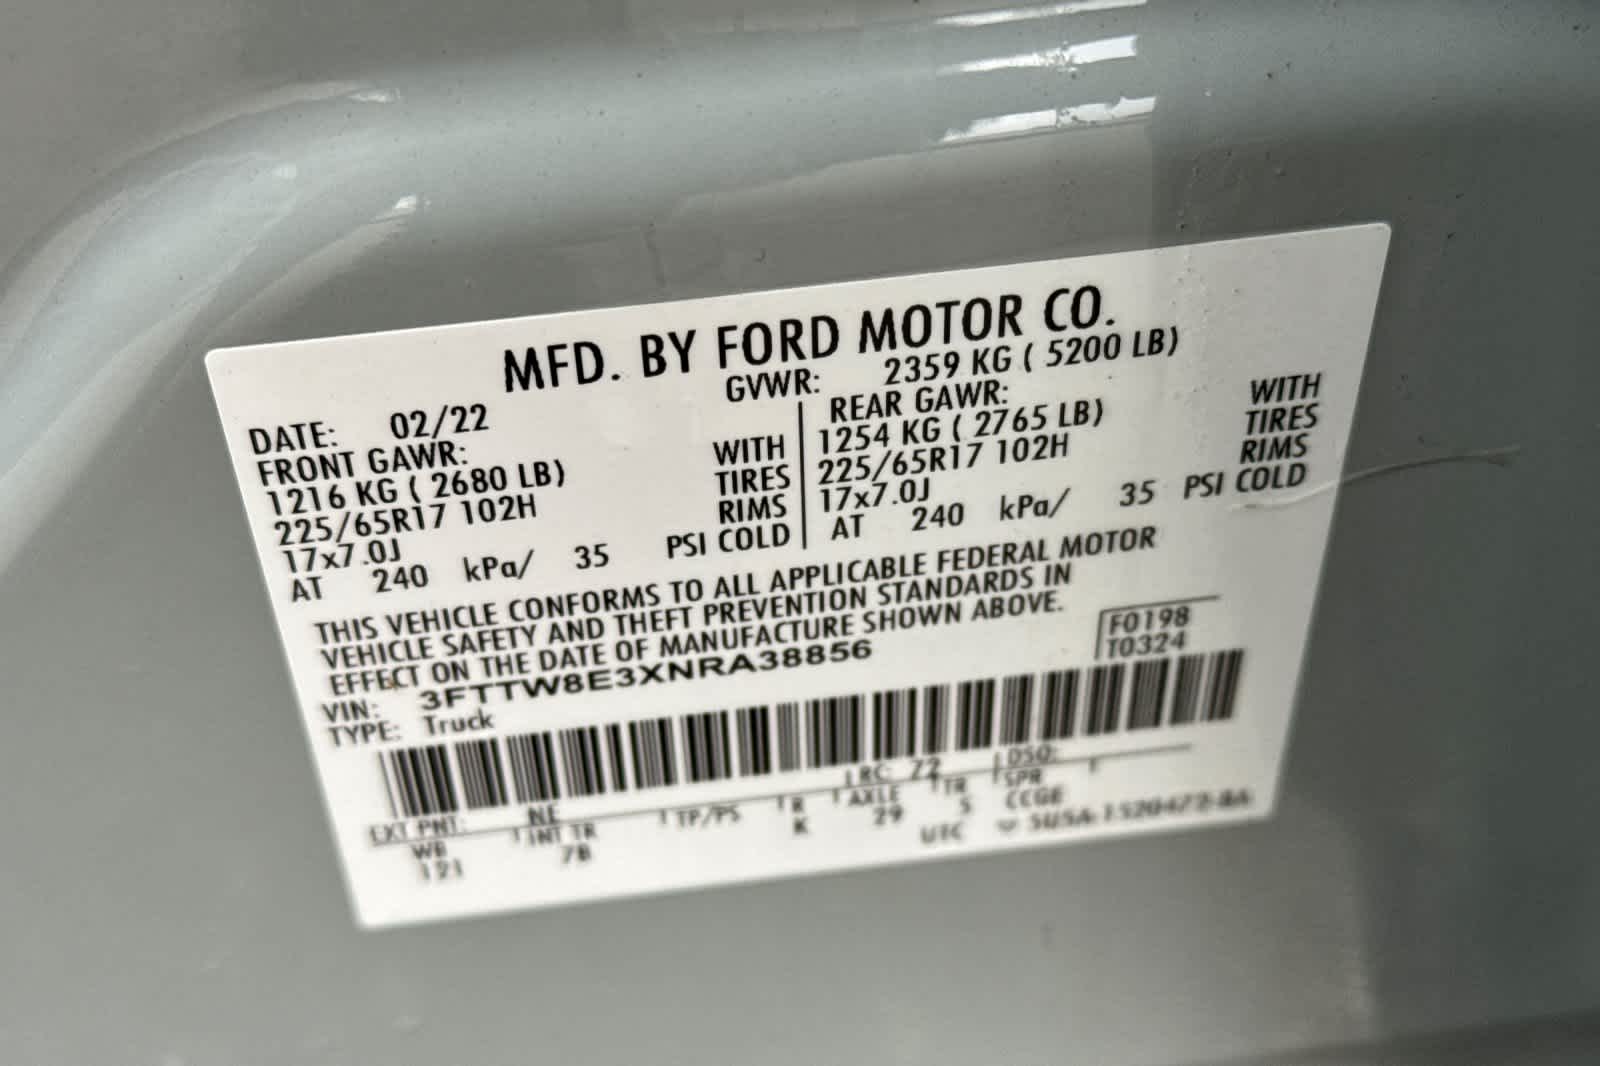 MFD. BY FORD MOTOR CO.
DATE: 02/22 GVWR: 2359 KG ( 5200 LB)
FRONT GAWR: REAR GAWR:
1216 KG ( 2680 LB) WITH 1254 KG ( 2765 LB) WITH
225/65R17 102H TIRES 225/65R17 102H TIRES
17x7.0J RIMS 17x7.0J RIMS
AT 240 kPa/ 35 PSI COLD AT 240 kPa/ 35 PSI COLD
THIS VEHICLE CONFORMS TO ALL APPLICABLE FEDERAL MOTOR
VEHICLE SAFETY AND THEFT PREVENTION STANDARDS IN
EFFECT ON THE DATE OF MANUFACTURE SHOWN ABOVE.
F0198
T0324
VIN: 3FTTW8E3XNRA38856
TYPE: Truck
EXT PNT: NE RC: 72 DSO:
WB INT TR TP/PS R AXLE TR SPR
121 7B K 29 5 CCGE
UTC